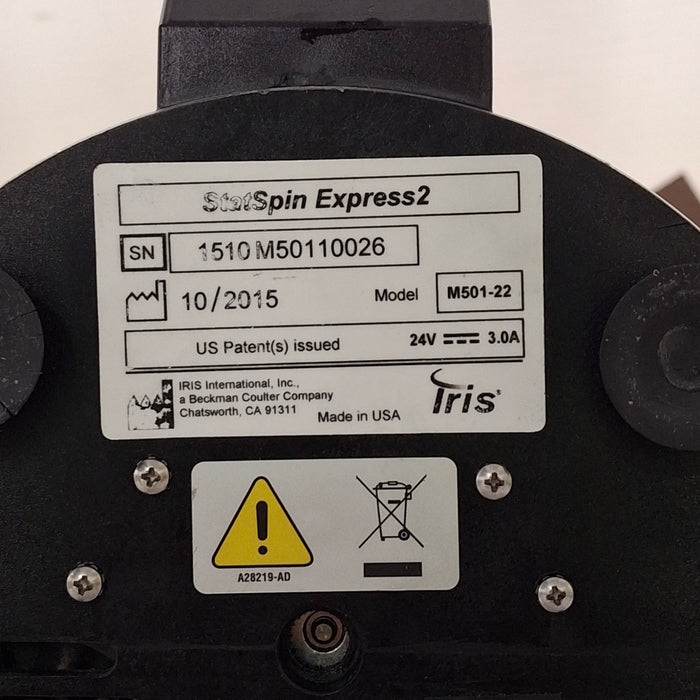 StatSpin Express2
SN 1510M50110026
10/2015 Model M501-22
US Patent(s) issued 24V 3.0A
IRIS International, Inc.,
a Beckman Coulter Company
Chatsworth, CA 91311
Made in USA
Iris
A28219-AD